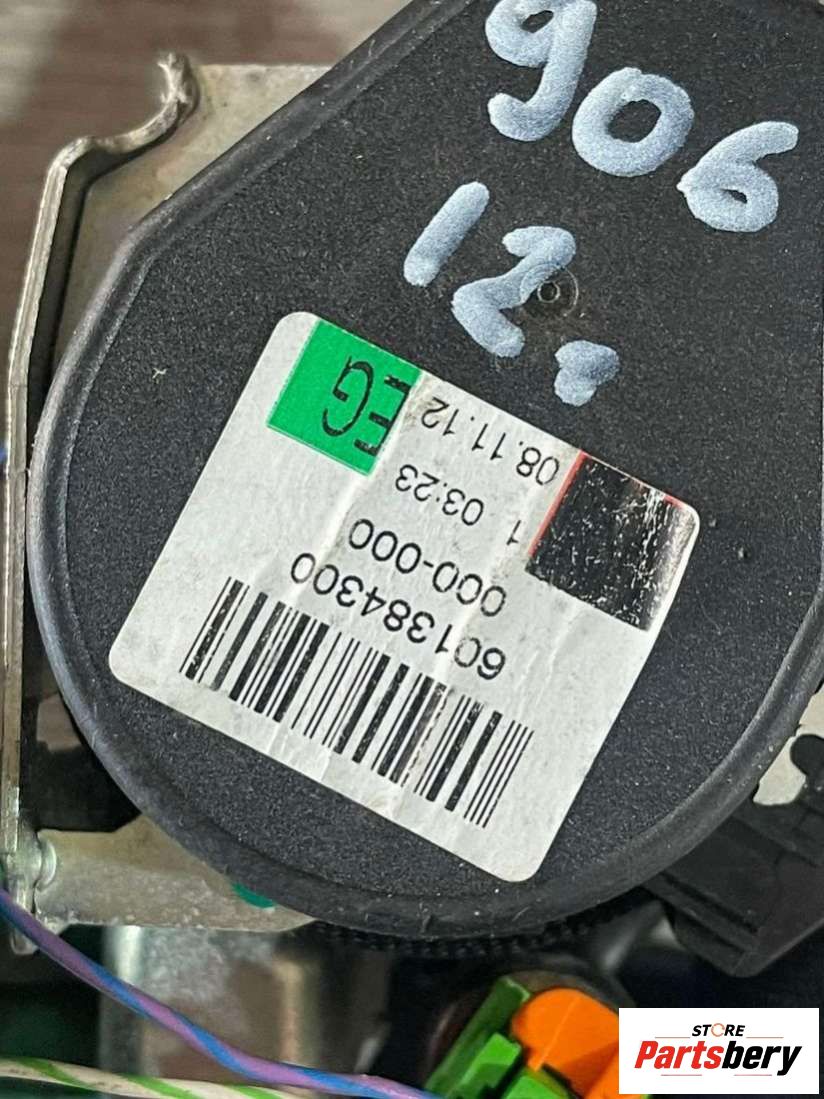 906
12.
EG
08.11.12
1 03:23
000-000
601384300
STORE
Partsbery